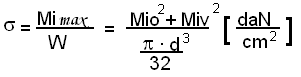 σ = Mi max / W = Mio² + Miv² / (π · d³ / 32) [daN / cm²]